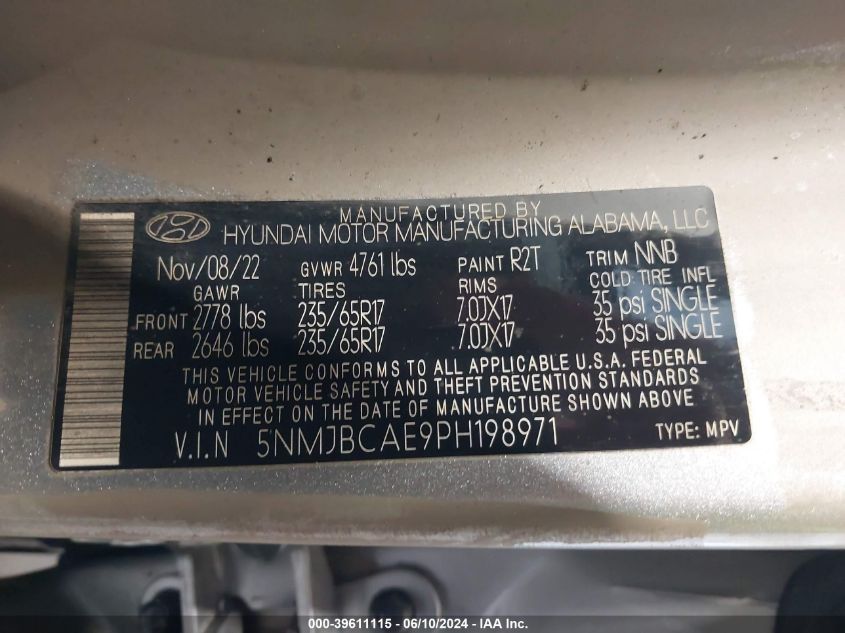 MANUFACTURED BY
HYUNDAI MOTOR MANUFACTURING ALABAMA, LLC
Nov/08/22 GVWR 4761 lbs PAINT R2T TRIM NNB
GAWR TIRES RIMS COLD TIRE INFL
FRONT 2778 lbs 235/65R17 7.0JX17 35 psi SINGLE
REAR 2646 lbs 235/65R17 7.0JX17 35 psi SINGLE
THIS VEHICLE CONFORMS TO ALL APPLICABLE U.S.A. FEDERAL
MOTOR VEHICLE SAFETY AND THEFT PREVENTION STANDARDS
IN EFFECT ON THE DATE OF MANUFACTURE SHOWN ABOVE
V.I.N 5NMJBCAE9PH198971 TYPE: MPV
000-39611115 - 06/10/2024 - IAA Inc.